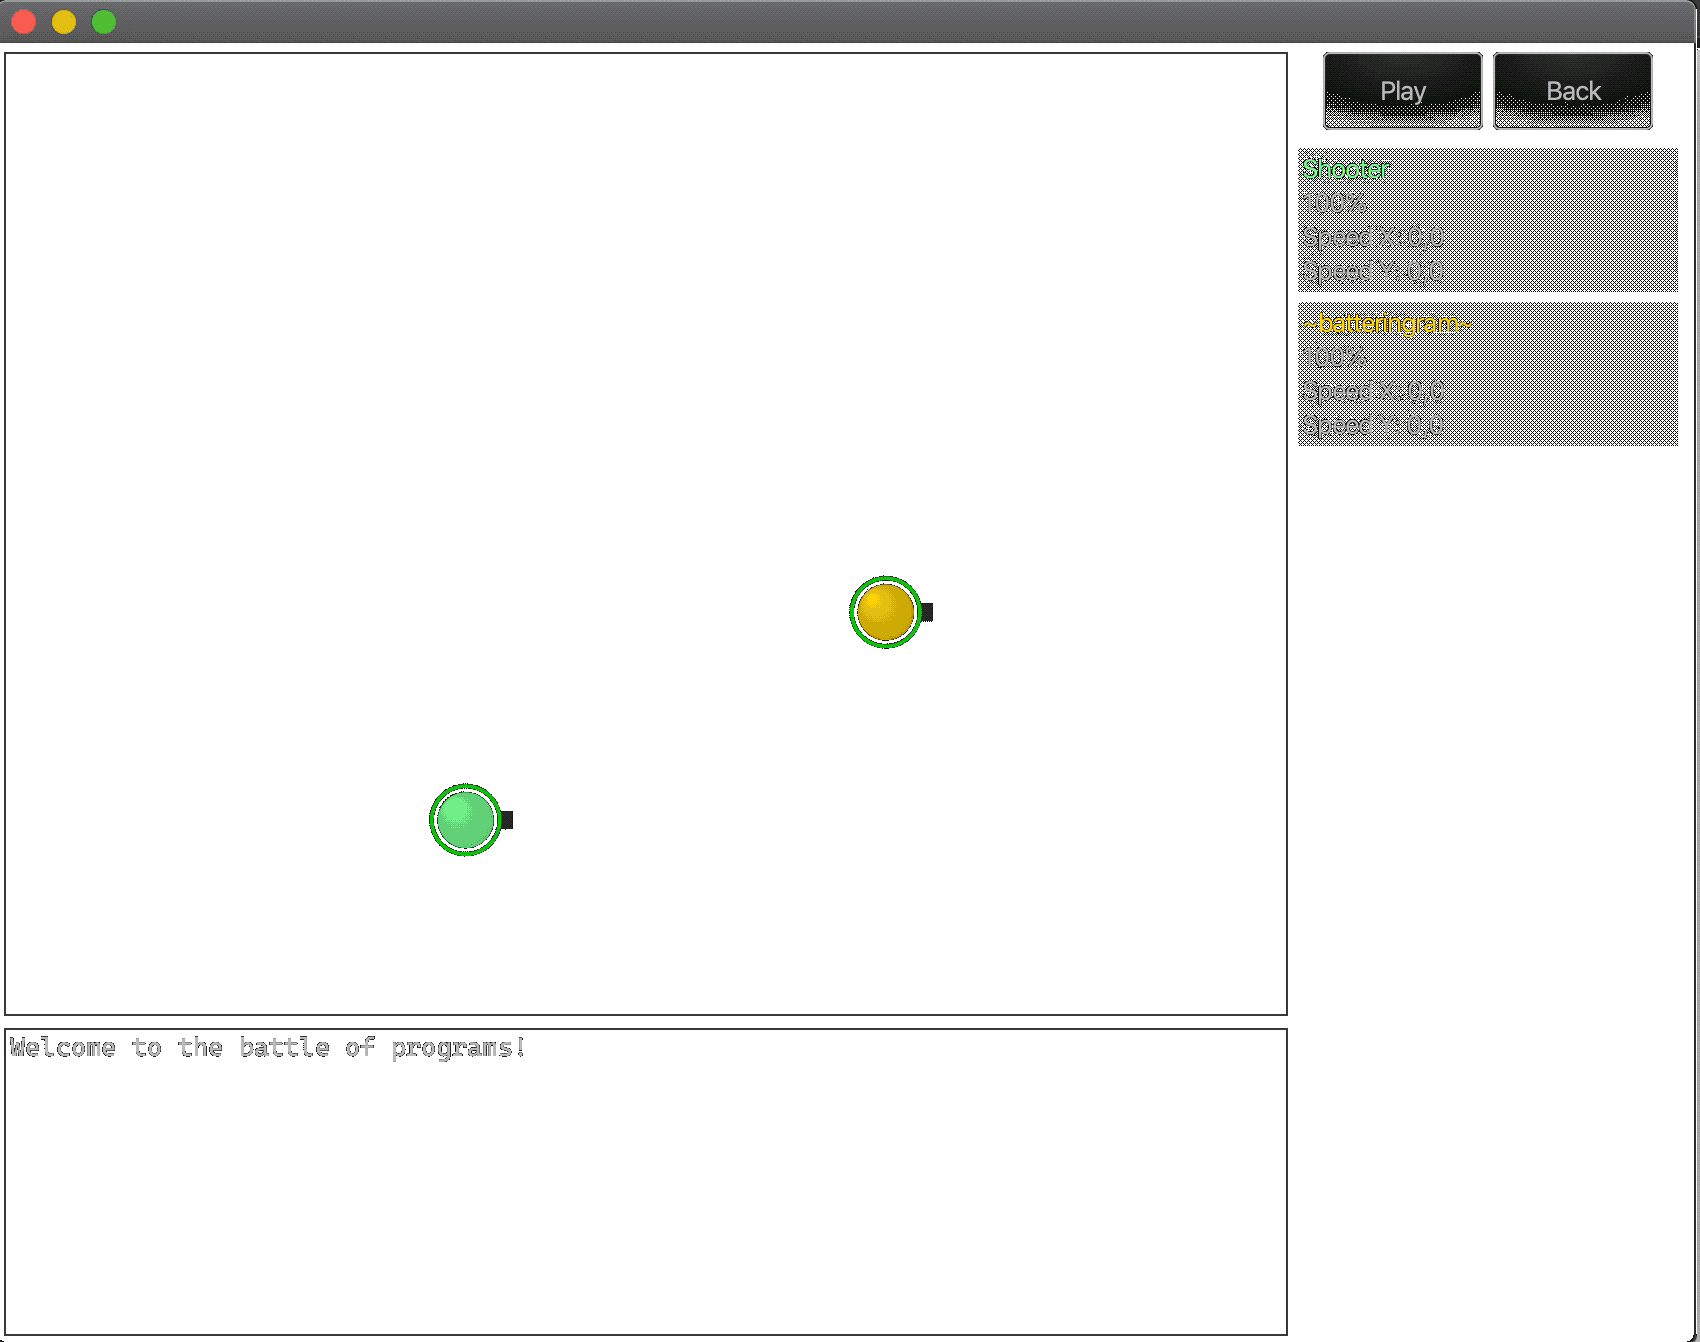 Play
Back
Shooter
100%
Speed X: 0,0
Speed Y: 0,0
~batteringram~
100%
Speed X: 0,0
Speed Y: 0,0
Welcome to the battle of programs!